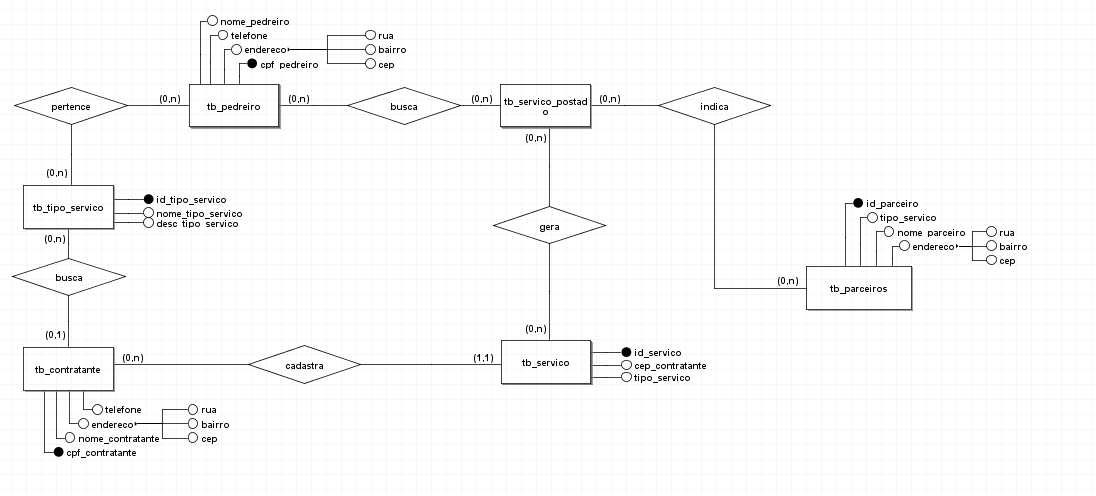 nome_pedreiro
telefone
endereco
cpf_pedreiro
rua
bairro
cep
pertence
(0,n)
tb_pedreiro
(0,n)
busca
(0,n)
tb_servico_postad
o
(0,n)
indica
(0,n)
(0,n)
tb_tipo_servico
id_tipo_servico
nome_tipo_servico
desc_tipo_servico
(0,n)
gera
id_parceiro
tipo_servico
nome_parceiro
endereco
rua
bairro
cep
busca
(0,n)
tb_parceiros
(0,1)
(0,n)
tb_contratante
(0,n)
cadastra
(1,1)
tb_servico
id_servico
cep_contratante
tipo_servico
telefone
endereco
nome_contratante
cpf_contratante
rua
bairro
cep